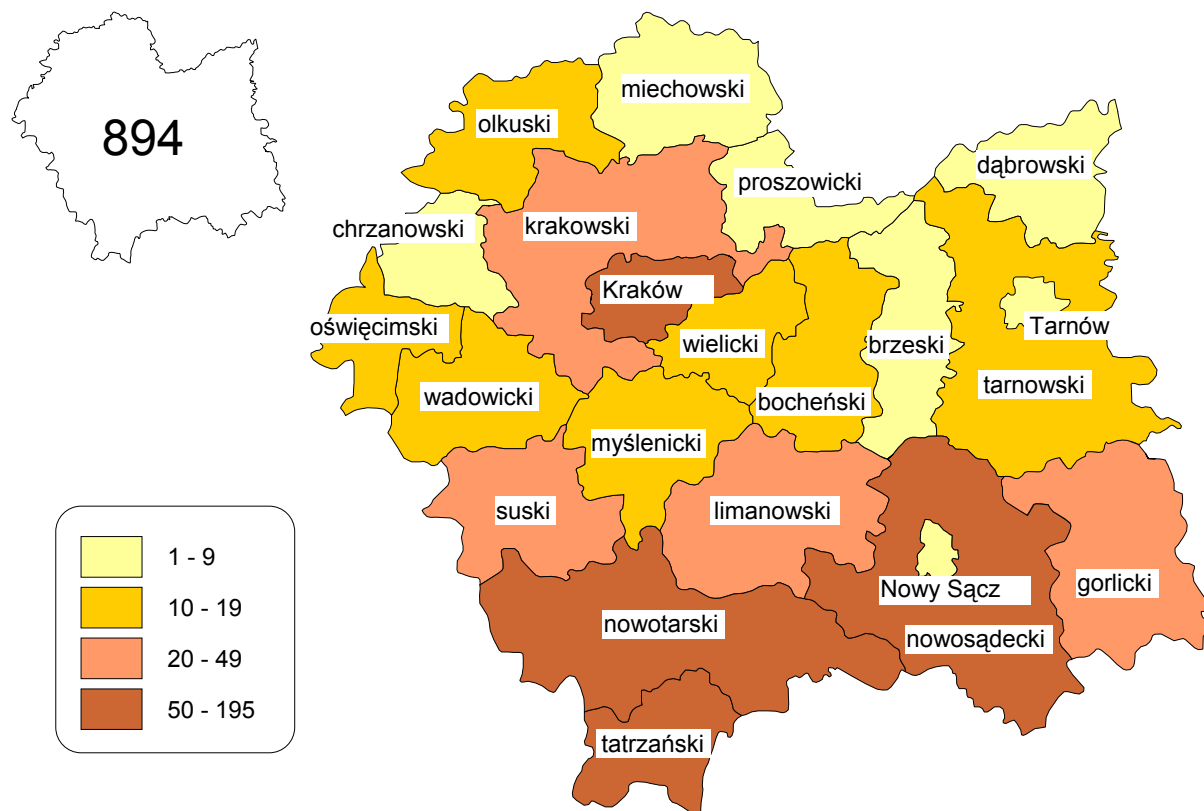 894
miechowski
olkuski
dąbrowski
proszowicki
chrzanowski
krakowski
Kraków
oświęcimski
Tarnów
wielicki
brzeski
tarnowski
wadowicki
bocheński
myślenicki
suski
limanowski
Nowy Sącz
gorlicki
nowotarski
nowosądecki
tatrzański
1 - 9
10 - 19
20 - 49
50 - 195